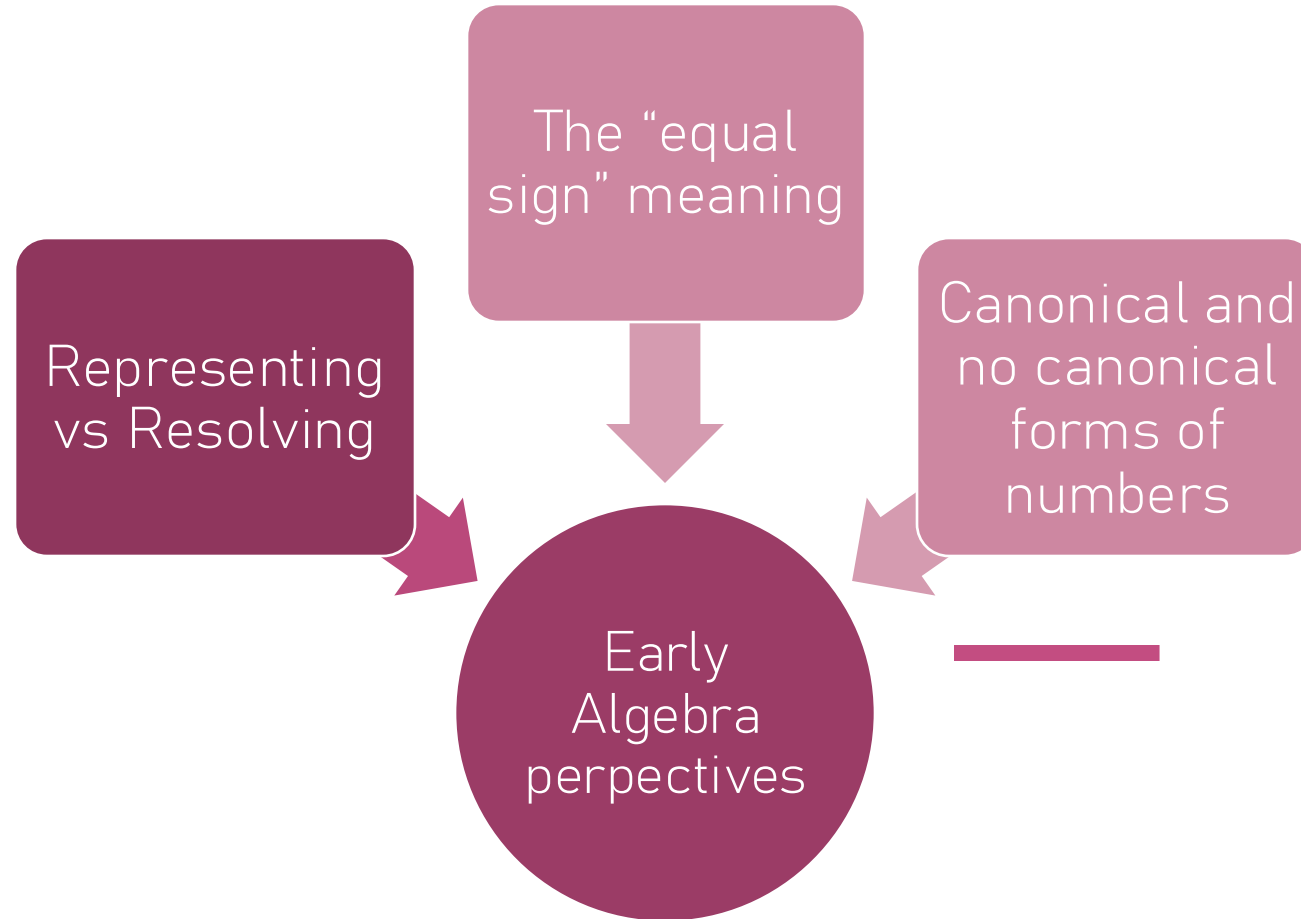 The “equal
sign” meaning
Representing
vs Resolving
Canonical and
no canonical
forms of
numbers
Early
Algebra
perpectives